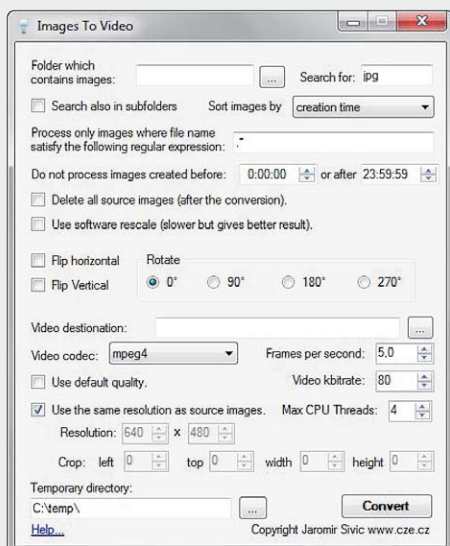 Images To Video
Folder which
contains images: ... Search for: jpg
Search also in subfolders Sort images by creation time
Process only images where file name
satisfy the following regular expression: .*
Do not process images created before: 0:00:00 or after 23:59:59
Delete all source images (after the conversion).
Use software rescale (slower but gives better result).
Flip horizontal Rotate
Flip Vertical 0° 90° 180° 270°
Video destionation: ...
Video codec: mpeg4 Frames per second: 5,0
Use default quality. Video kbitrate: 80
Use the same resolution as source images. Max CPU Threads: 4
Resolution: 640 x 480
Crop: left 0 top 0 width 0 height 0
Temporary directory:
C:\temp\ ... Convert
Help... Copyright Jaromir Sivic www.cze.cz